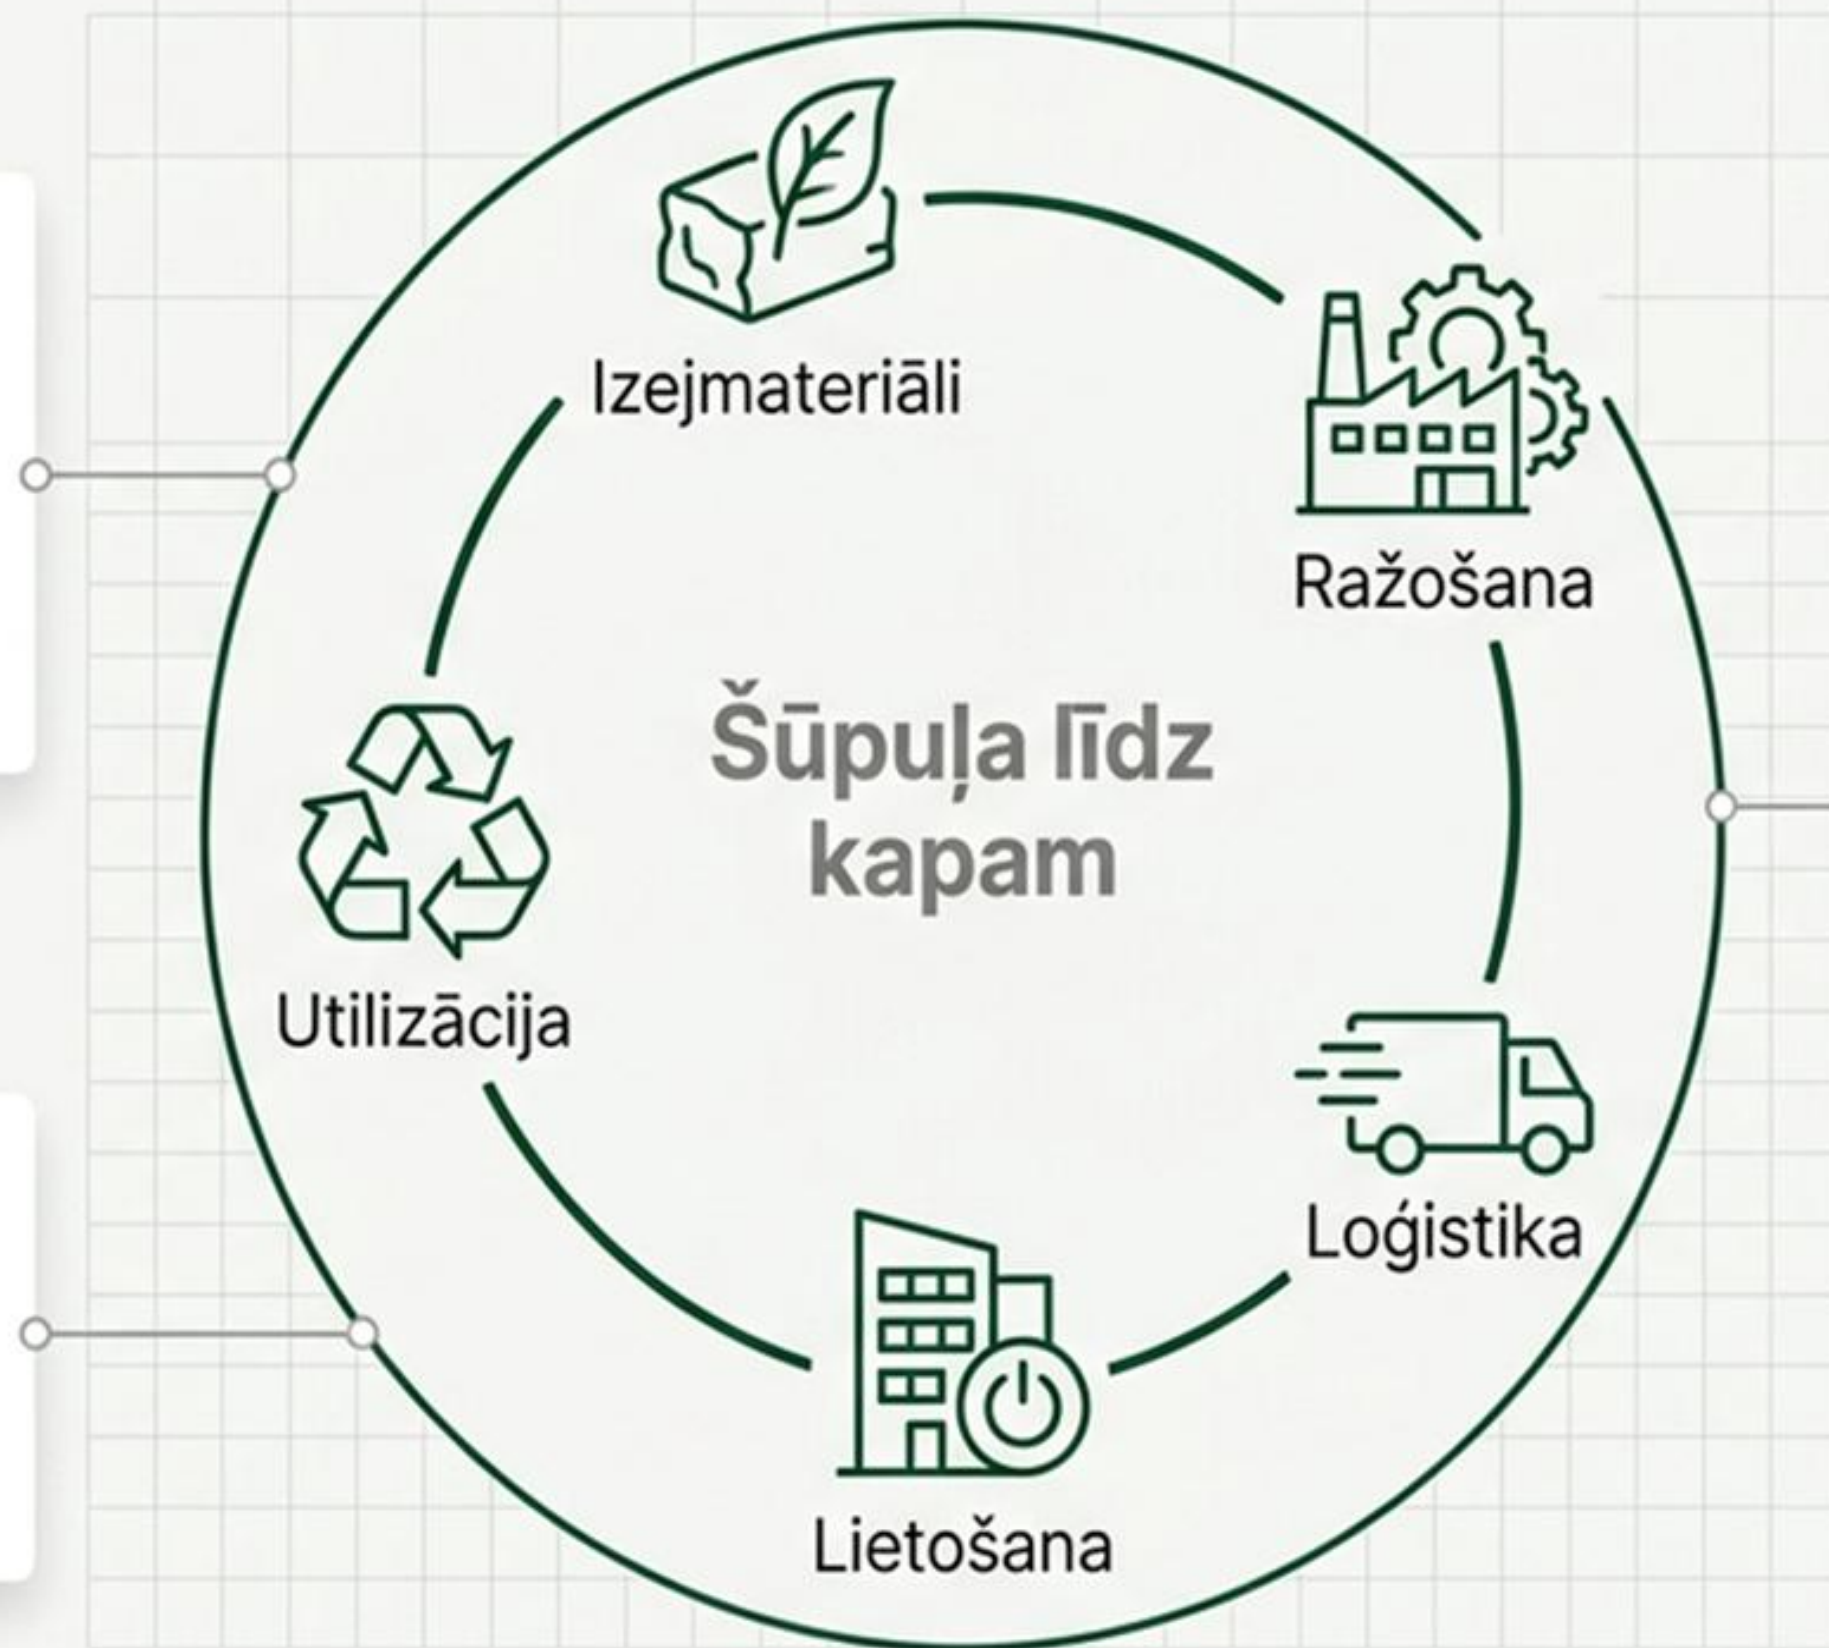 Izejmateriāli
Ražošana
Šūpuļa līdz
kapam
Utilizācija
Loģistika
Lietošana